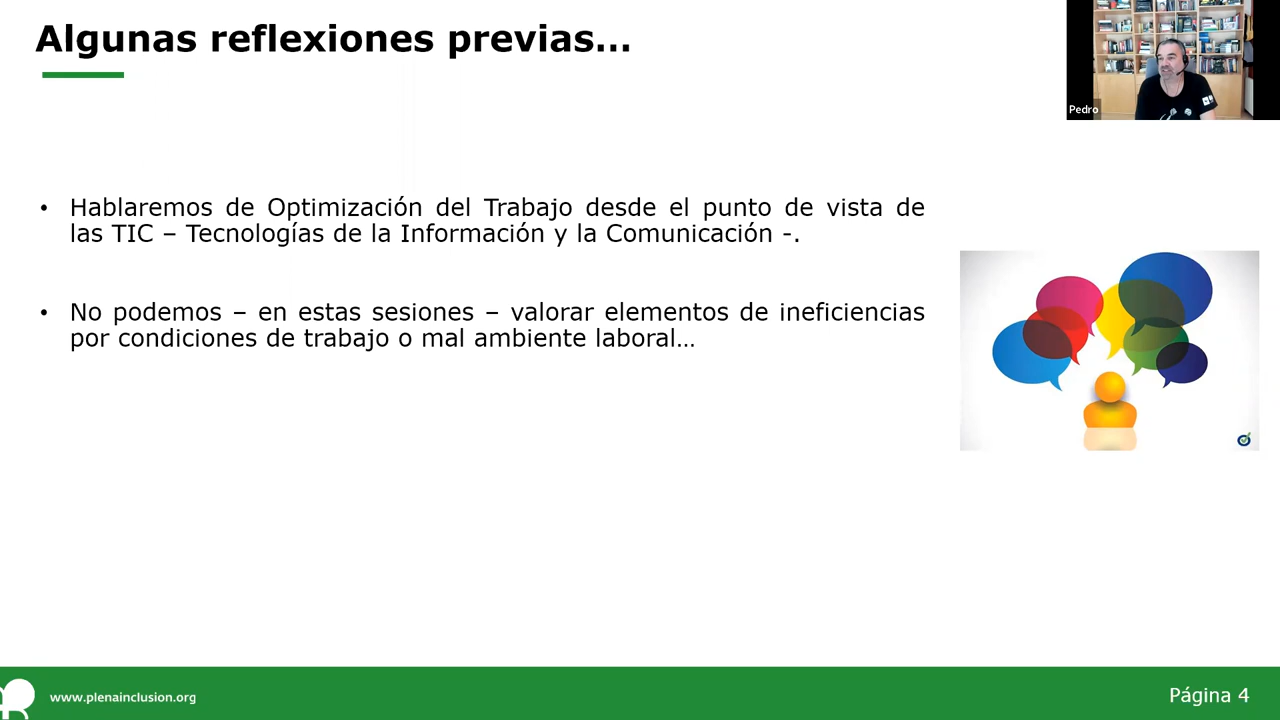 Algunas reflexiones previas...
Pedro
• Hablaremos de Optimización del Trabajo desde el punto de vista de
las TIC – Tecnologías de la Información y la Comunicación -.
• No podemos – en estas sesiones – valorar elementos de ineficiencias
por condiciones de trabajo o mal ambiente laboral…
www.plenainclusion.org
Página 4